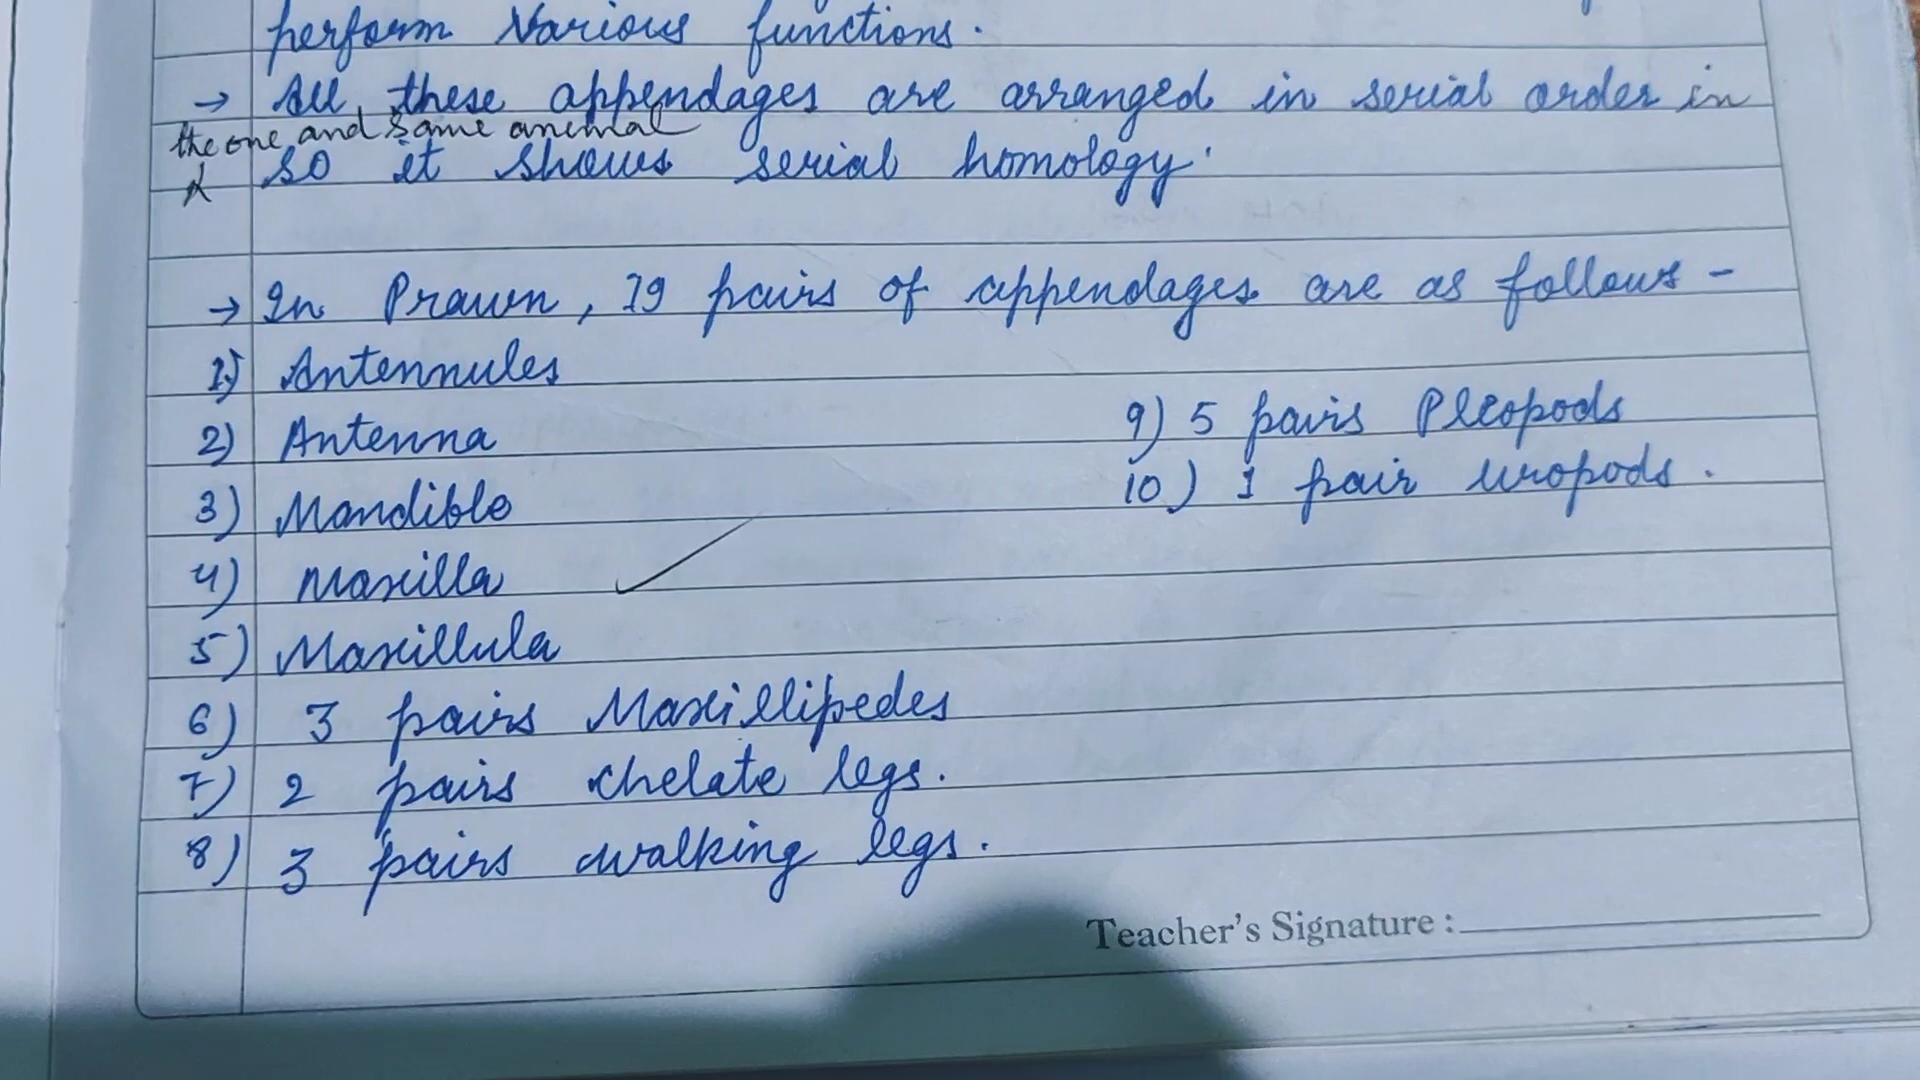 perform various functions.
→ All these appendages are arranged in serial order in
the one and same animal
so it shows serial homology.
→ In Prawn, 19 pairs of appendages are as follows -
1) Antennules
2) Antenna
3) Mandible
4) Maxilla
5) Maxillula
6) 3 pairs Maxillipedes
7) 2 pairs chelate legs.
8) 3 pairs walking legs.
9) 5 pairs Pleopods
10) 1 pair uropods.
Teacher's Signature :